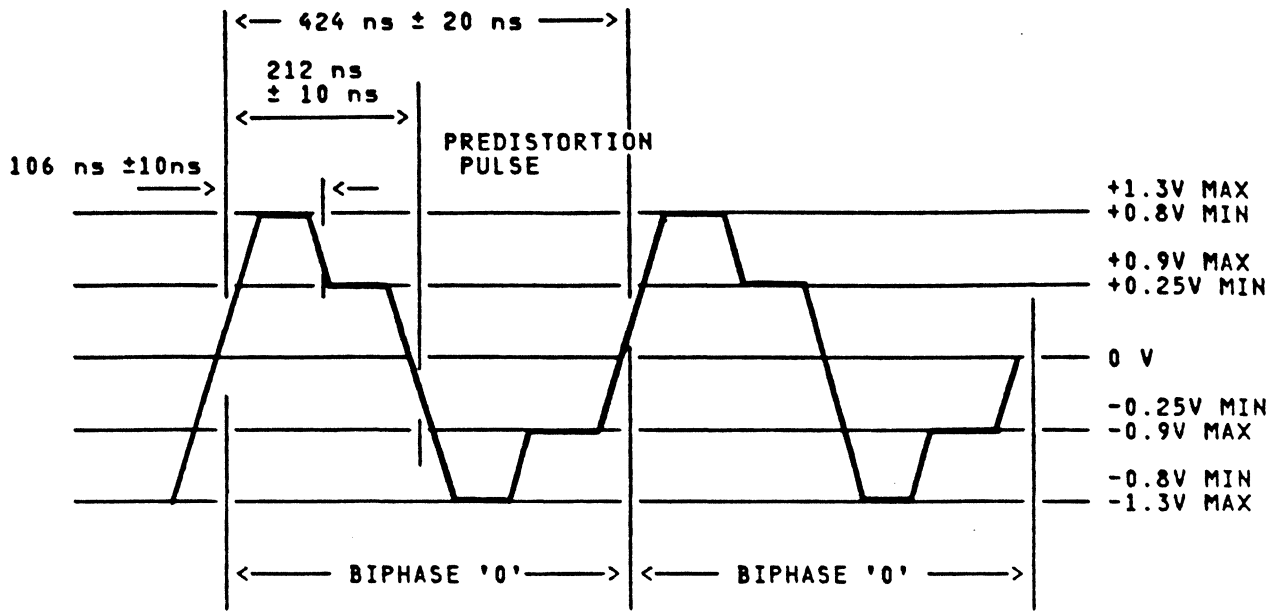 424 ns ± 20 ns
212 ns
± 10 ns
PREDISTORTION
PULSE
106 ns ±10ns
+1.3V MAX
+0.8V MIN
+0.9V MAX
+0.25V MIN
0 V
-0.25V MIN
-0.9V MAX
-0.8V MIN
-1.3V MAX
BIPHASE '0'
BIPHASE '0'